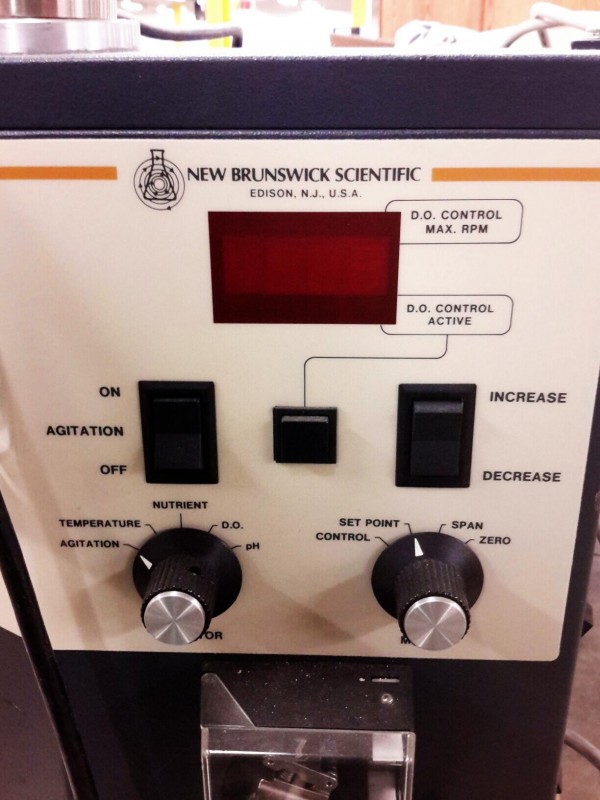 NEW BRUNSWICK SCIENTIFIC
EDISON, N.J., U.S.A.
D.O. CONTROL
MAX. RPM
D.O. CONTROL
ACTIVE
ON
AGITATION
OFF
INCREASE
DECREASE
NUTRIENT
TEMPERATURE
D.O.
AGITATION
pH
SET POINT
SPAN
CONTROL
ZERO